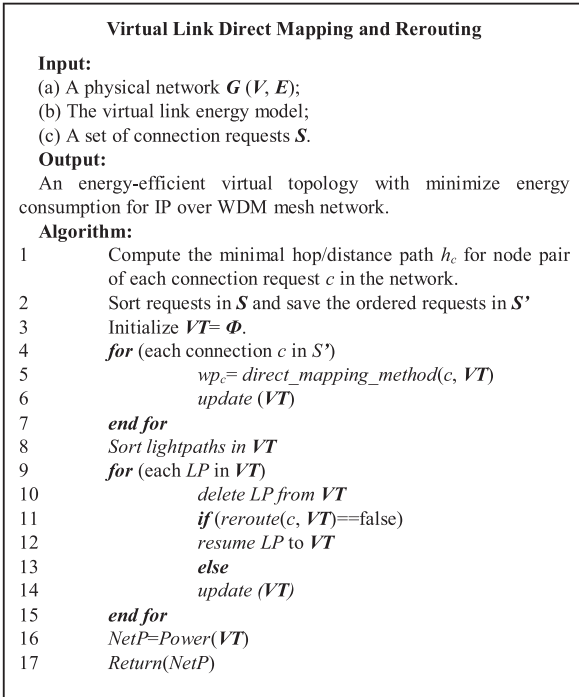 Virtual Link Direct Mapping and Rerouting
Input:
(a) A physical network G (V, E);
(b) The virtual link energy model;
(c) A set of connection requests S.
Output:
An energy-efficient virtual topology with minimize energy
consumption for IP over WDM mesh network.
Algorithm:
1 Compute the minimal hop/distance path h_c for node pair
of each connection request c in the network.
2 Sort requests in S and save the ordered requests in S’
3 Initialize VT= Φ.
4 for (each connection c in S’)
5 wp_c= direct_mapping_method(c, VT)
6 update (VT)
7 end for
8 Sort lightpaths in VT
9 for (each LP in VT)
10 delete LP from VT
11 if (reroute(c, VT)==false)
12 resume LP to VT
13 else
14 update (VT)
15 end for
16 NetP=Power(VT)
17 Return(NetP)